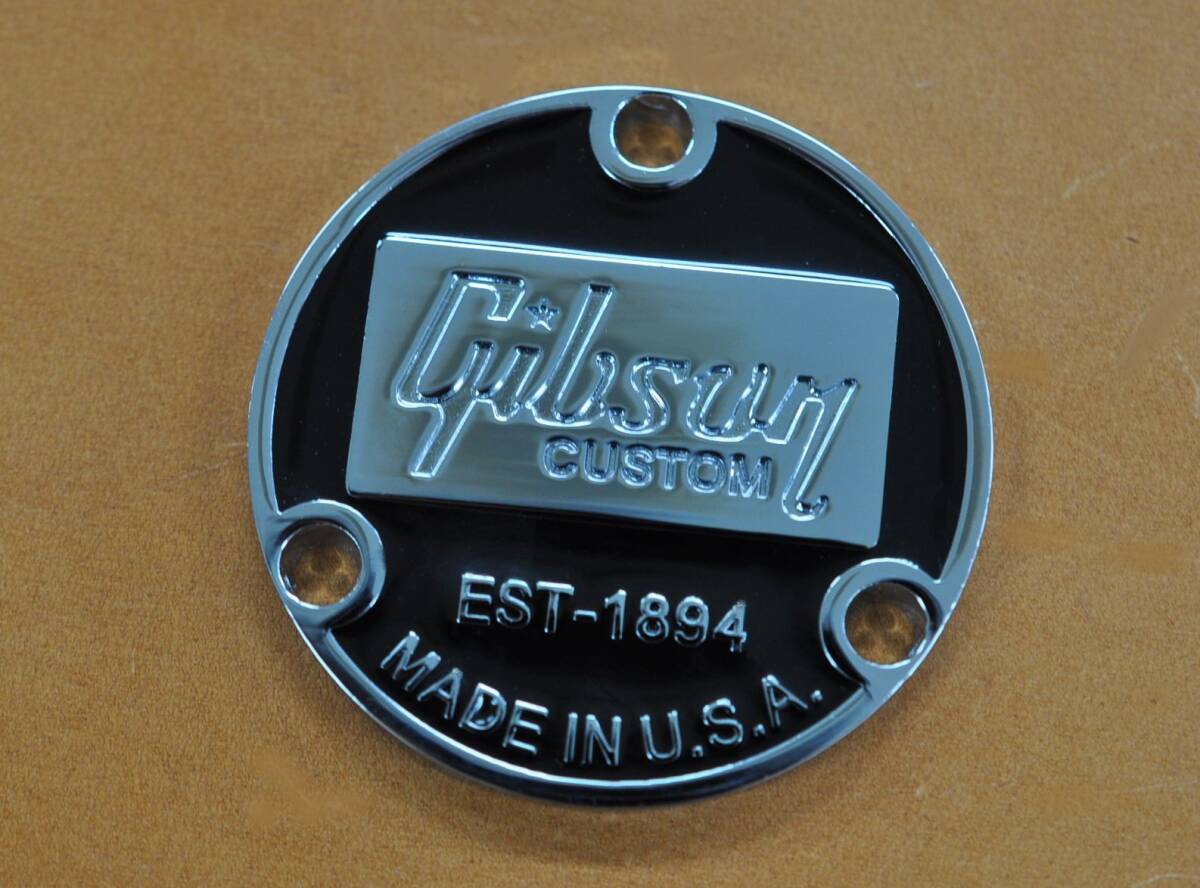 Gibson
CUSTOM
EST-1894
MADE IN U.S.A.